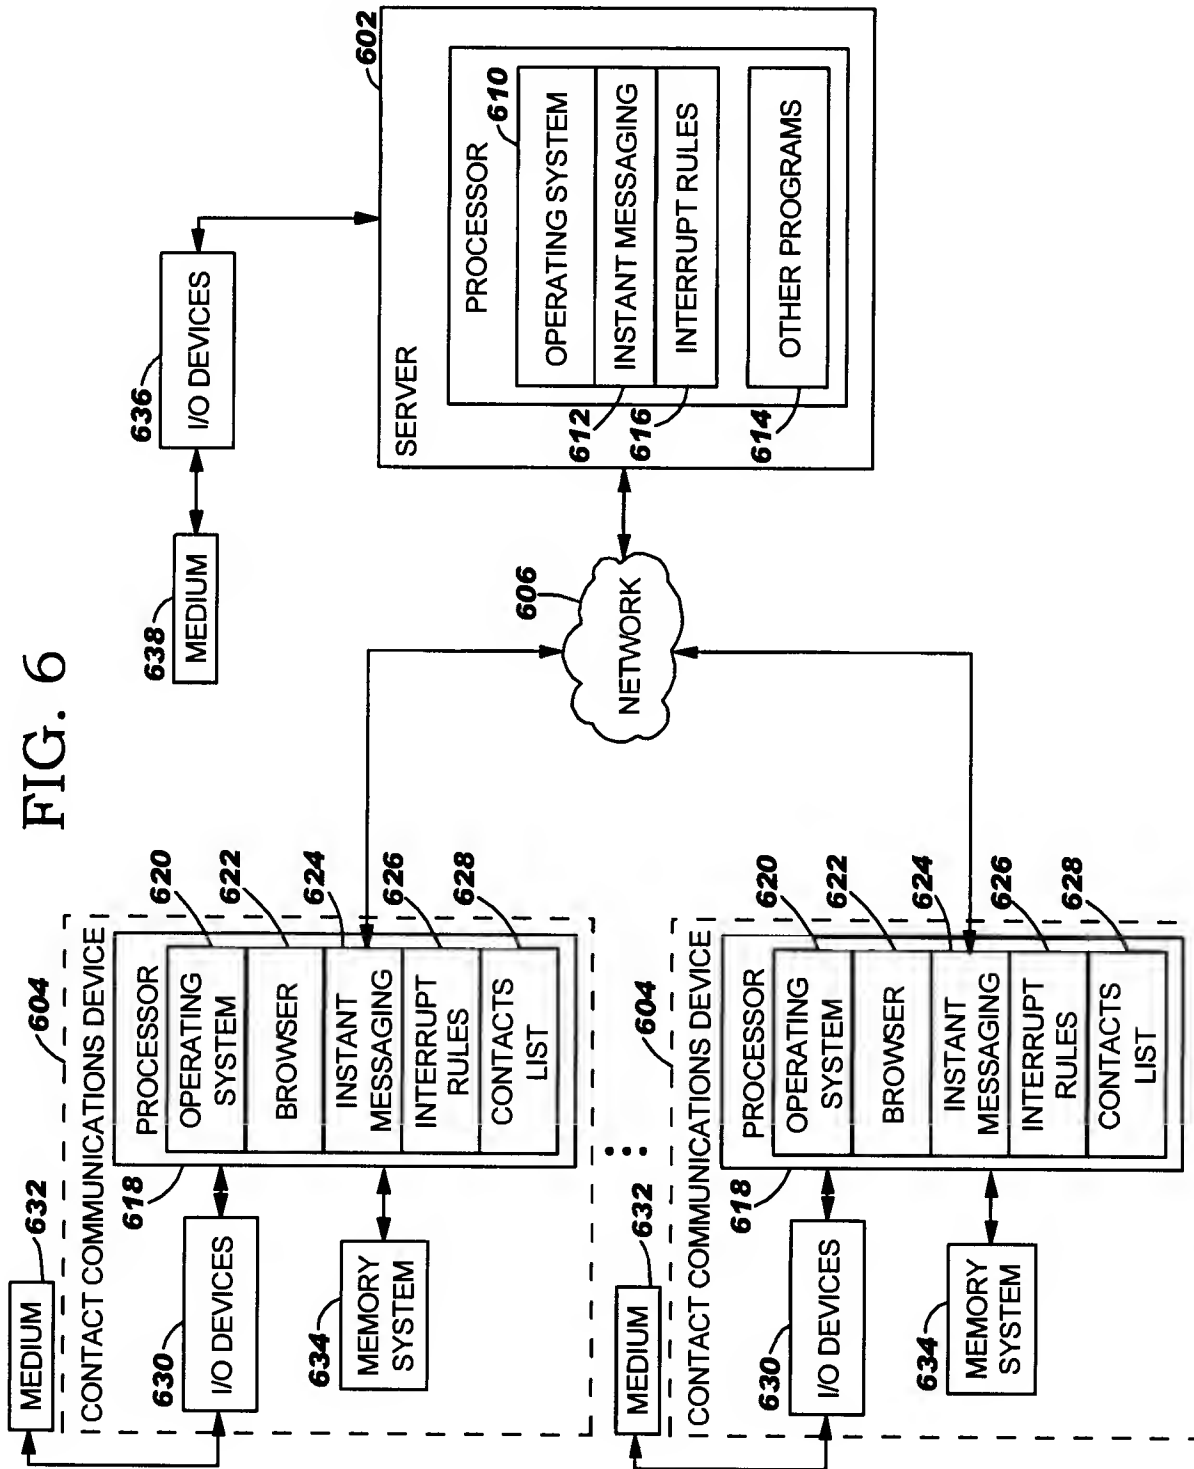 FIG. 6
632
MEDIUM
604
CONTACT COMMUNICATIONS DEVICE
618
PROCESSOR
620
OPERATING
SYSTEM
622
BROWSER
624
INSTANT
MESSAGING
626
INTERRUPT
RULES
628
CONTACTS
LIST
630
I/O DEVICES
634
MEMORY
SYSTEM
632
MEDIUM
604
CONTACT COMMUNICATIONS DEVICE
618
PROCESSOR
620
OPERATING
SYSTEM
622
BROWSER
624
INSTANT
MESSAGING
626
INTERRUPT
RULES
628
CONTACTS
LIST
630
I/O DEVICES
634
MEMORY
SYSTEM
606
NETWORK
638
MEDIUM
636
I/O DEVICES
602
SERVER
PROCESSOR
610
OPERATING SYSTEM
612
INSTANT MESSAGING
616
INTERRUPT RULES
614
OTHER PROGRAMS